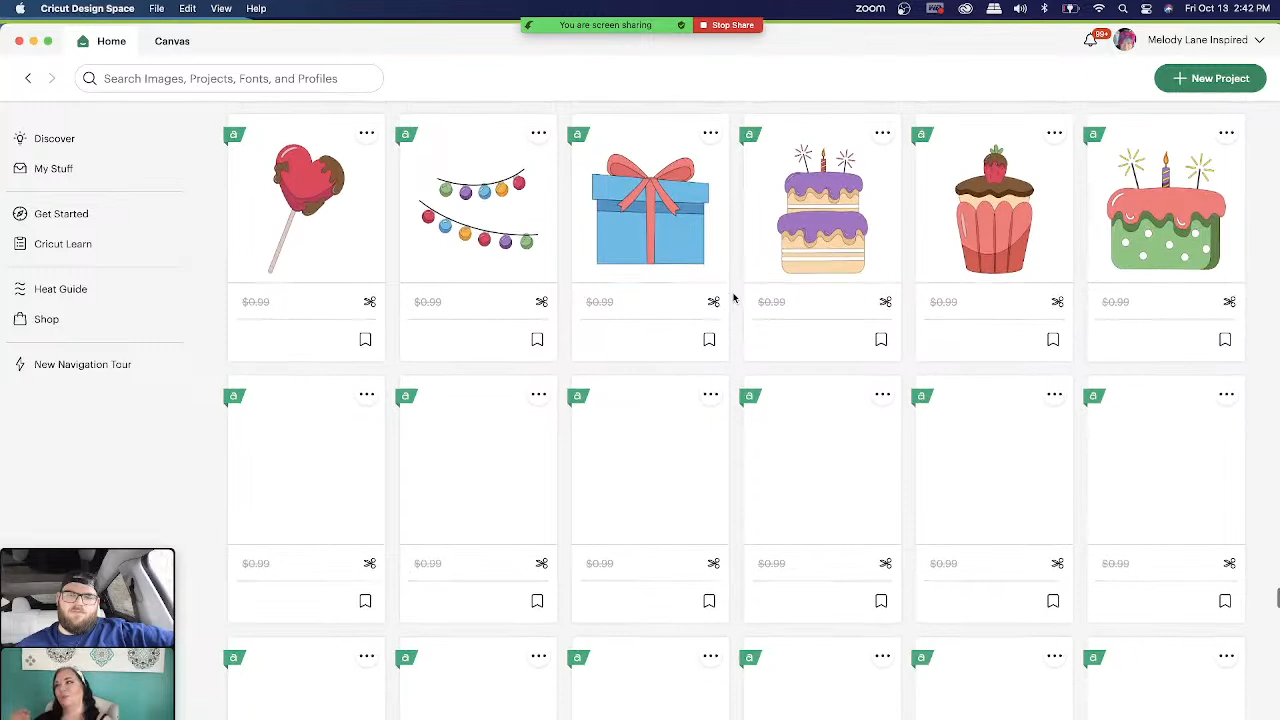 Cricut Design Space File Edit View Help
zoom Fri Oct 13 2:42 PM
You are screen sharing Stop Share
Home Canvas
99+ Melody Lane Inspired
Search Images, Projects, Fonts, and Profiles
New Project
Discover
My Stuff
Get Started
Cricut Learn
Heat Guide
Shop
New Navigation Tour
a a a a a a
$0.99 $0.99 $0.99 $0.99 $0.99 $0.99
a a a a a a
$0.99 $0.99 $0.99 $0.99 $0.99 $0.99
a a a a a a